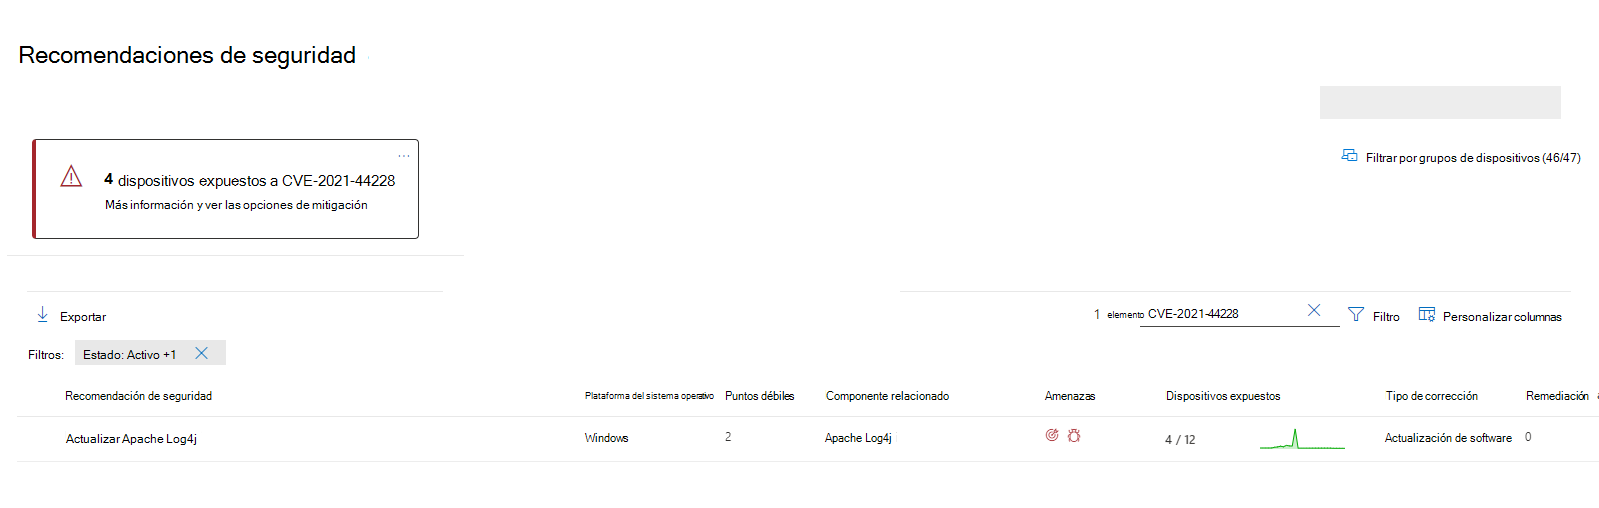 Recomendaciones de seguridad
...
4 dispositivos expuestos a CVE-2021-44228
Más información y ver las opciones de mitigación
Filtrar por grupos de dispositivos (46/47)
Exportar
1 elemento CVE-2021-44228
Filtro
Personalizar columnas
Filtros: Estado: Activo +1
Recomendación de seguridad Plataforma del sistema operativo Puntos débiles Componente relacionado Amenazas Dispositivos expuestos Tipo de corrección Remediación
Actualizar Apache Log4j Windows 2 Apache Log4j 4 / 12 Actualización de software 0